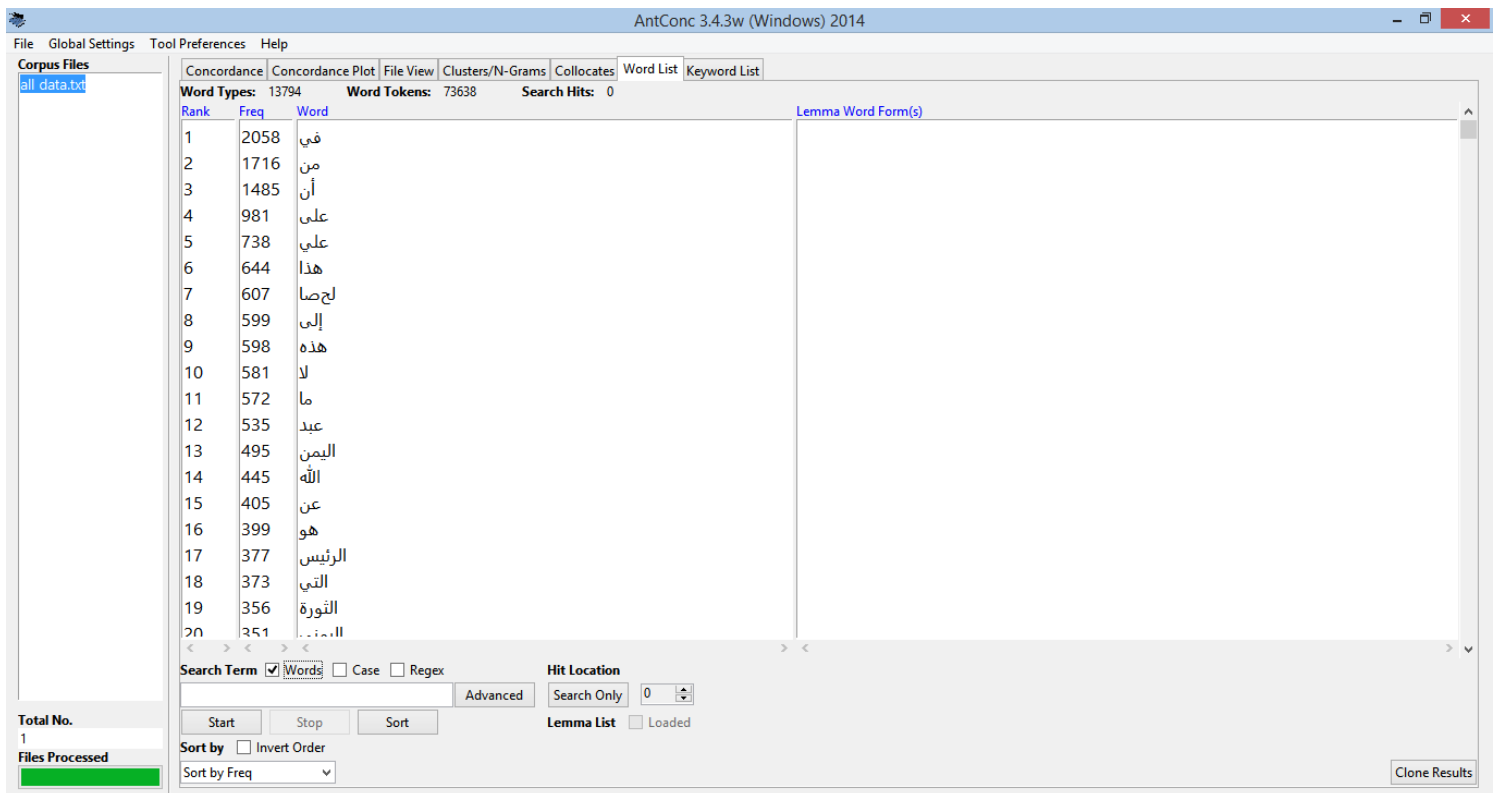 AntConc 3.4.3w (Windows) 2014
File Global Settings Tool Preferences Help
Corpus Files
all data.txt
Concordance Concordance Plot File View Clusters/N-Grams Collocates Word List Keyword List
Word Types: 13794 Word Tokens: 73638 Search Hits: 0
Rank Freq Word Lemma Word Form(s)
1 2058 في
2 1716 من
3 1485 أن
4 981 على
5 738 علي
6 644 هذا
7 607 لحصا
8 599 إلى
9 598 هذه
10 581 لا
11 572 ما
12 535 عبد
13 495 اليمن
14 445 الله
15 405 عن
16 399 هو
17 377 الرئيس
18 373 التي
19 356 الثورة
20 351
Search Term Words Case Regex Hit Location
Advanced Search Only 0
Total No. Start Stop Sort Lemma List Loaded
1
Files Processed
Sort by Invert Order
Sort by Freq Clone Results